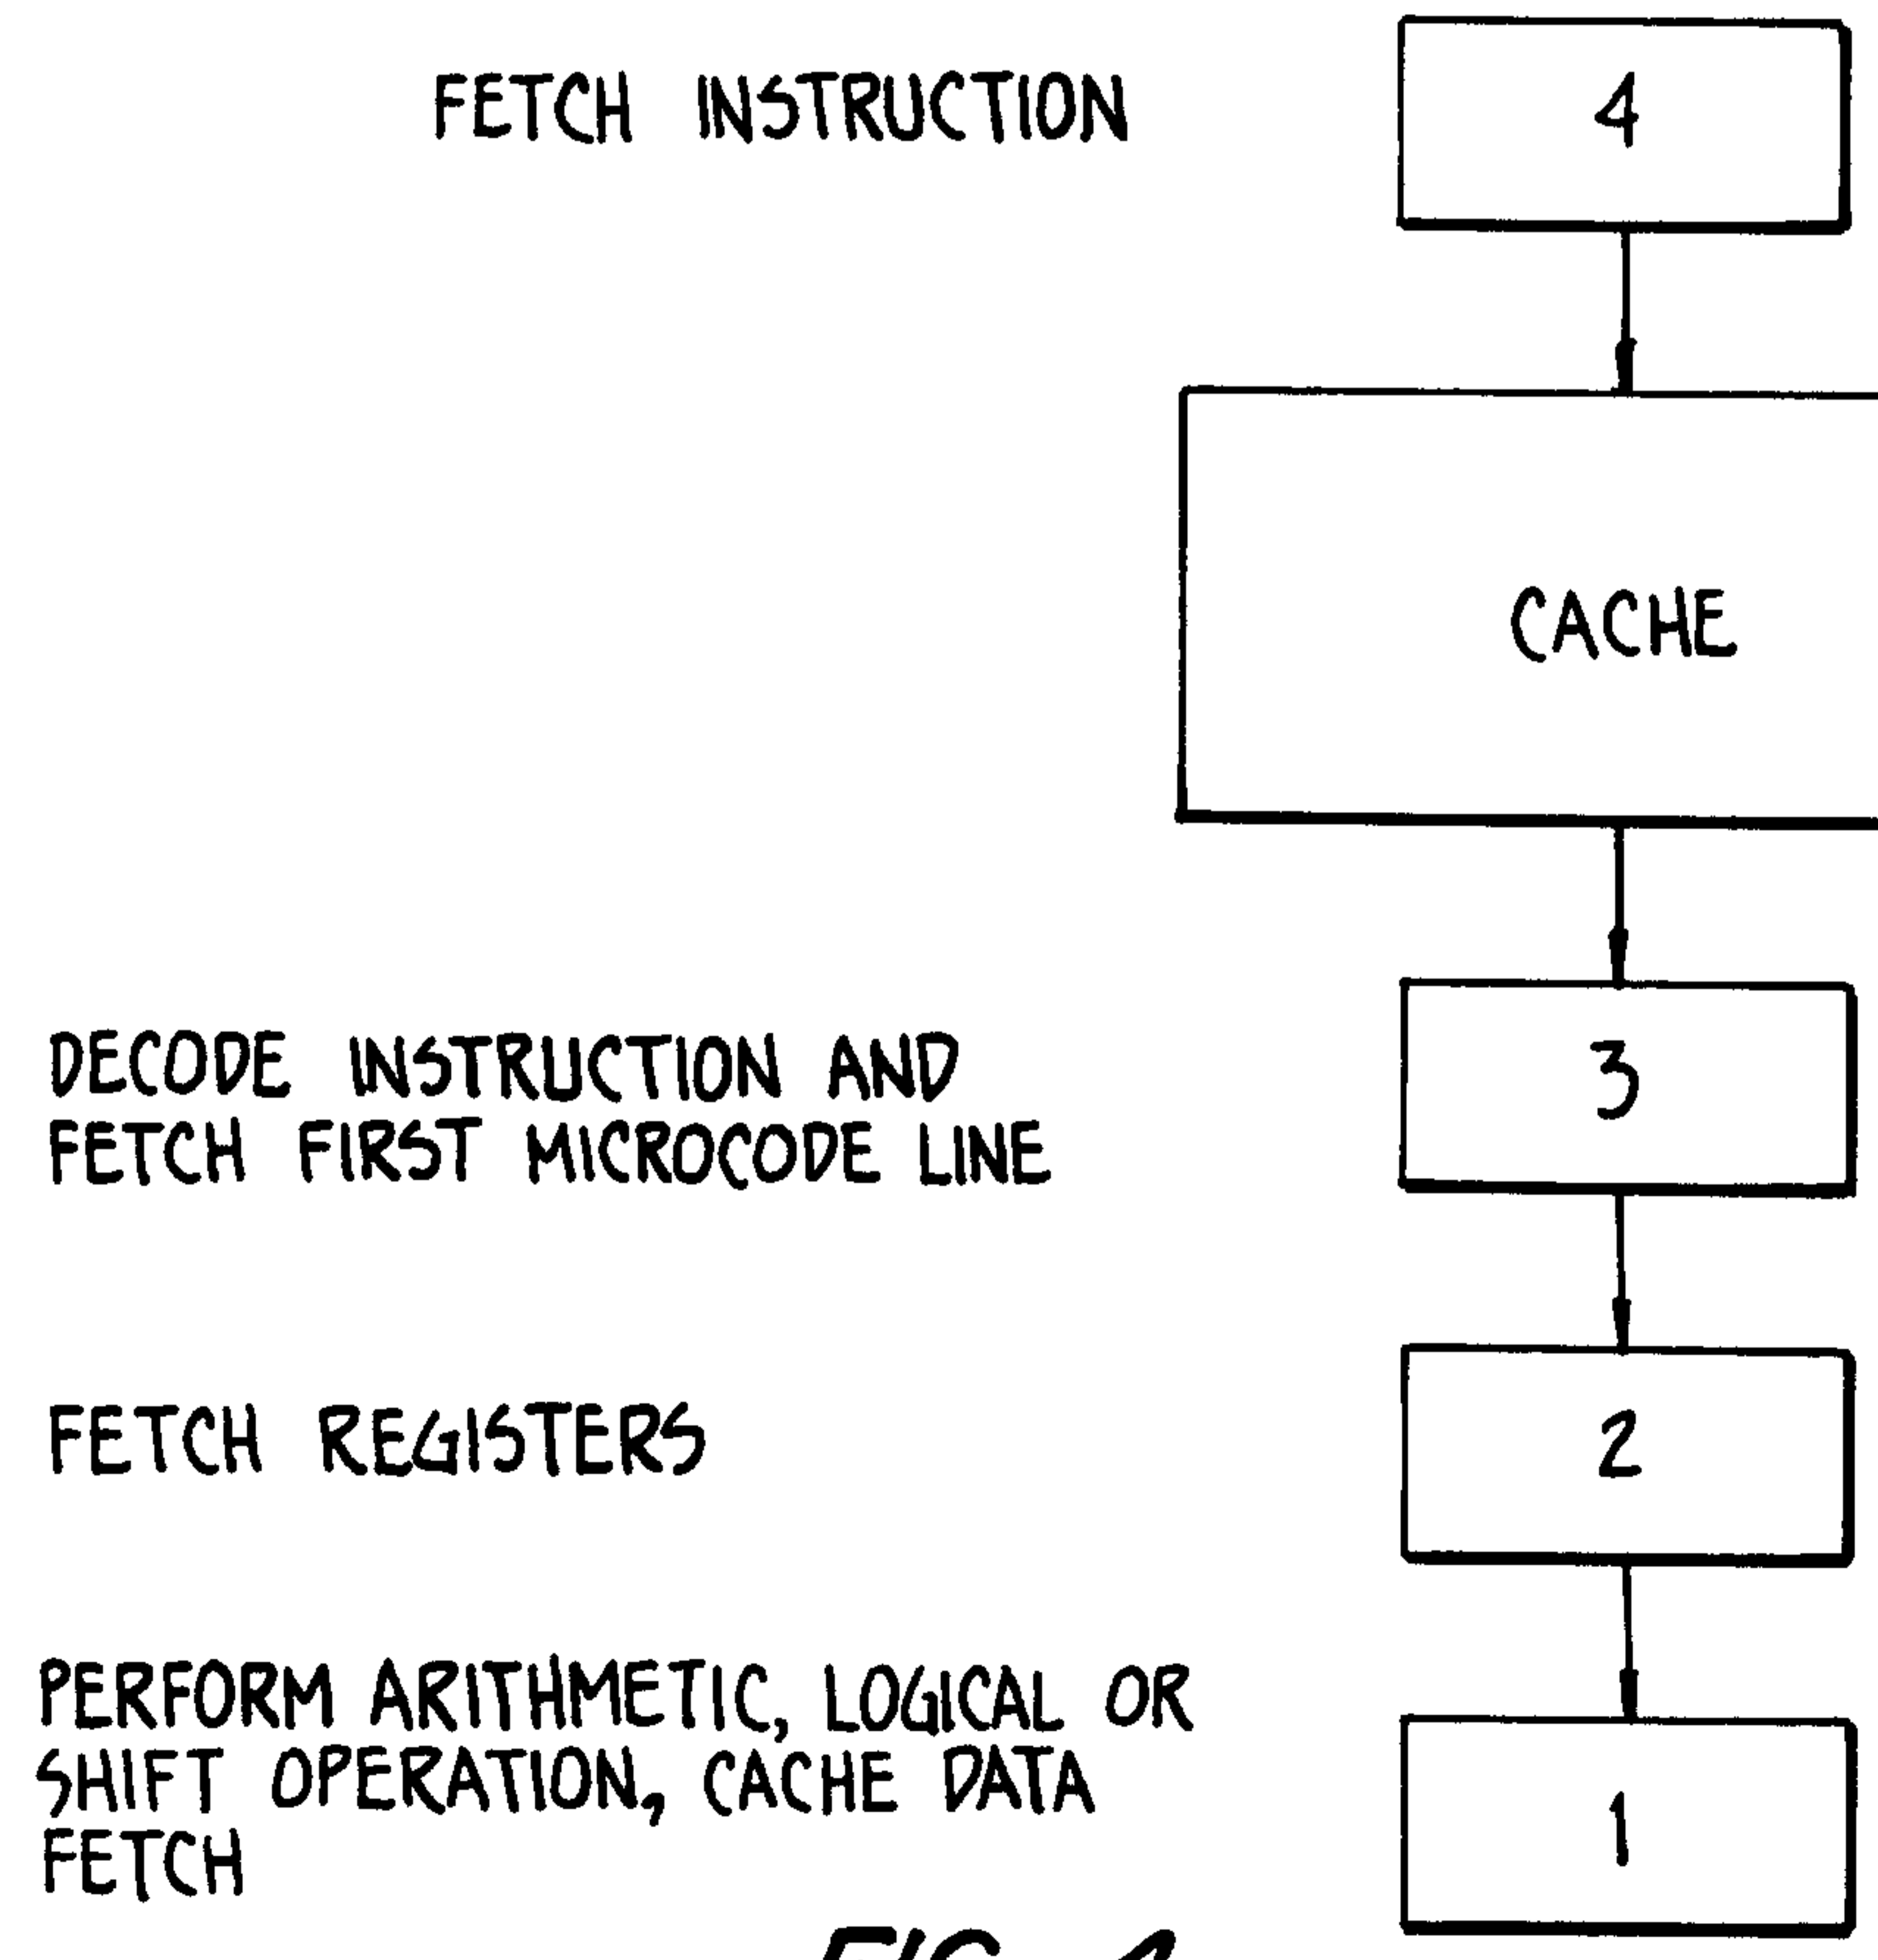 FETCH INSTRUCTION
4
CACHE
DECODE INSTRUCTION AND
FETCH FIRST MICROCODE LINE
3
FETCH REGISTERS
2
PERFORM ARITHMETIC, LOGICAL OR
SHIFT OPERATION, CACHE DATA
FETCH
1